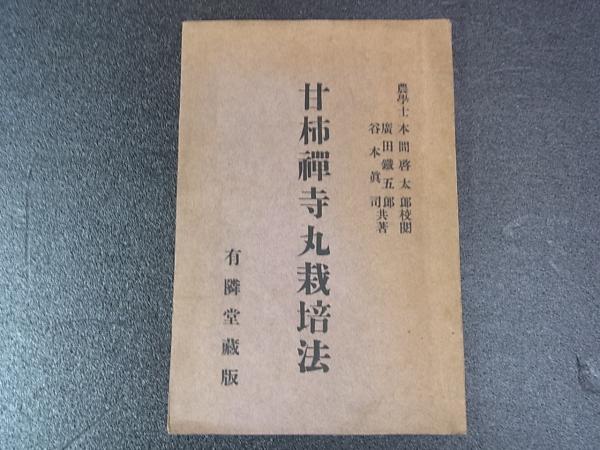 農學士 本間啓太郎校閲
廣田鐵五郎
谷本眞司共著
甘柿禪寺丸栽培法
有隣堂藏版